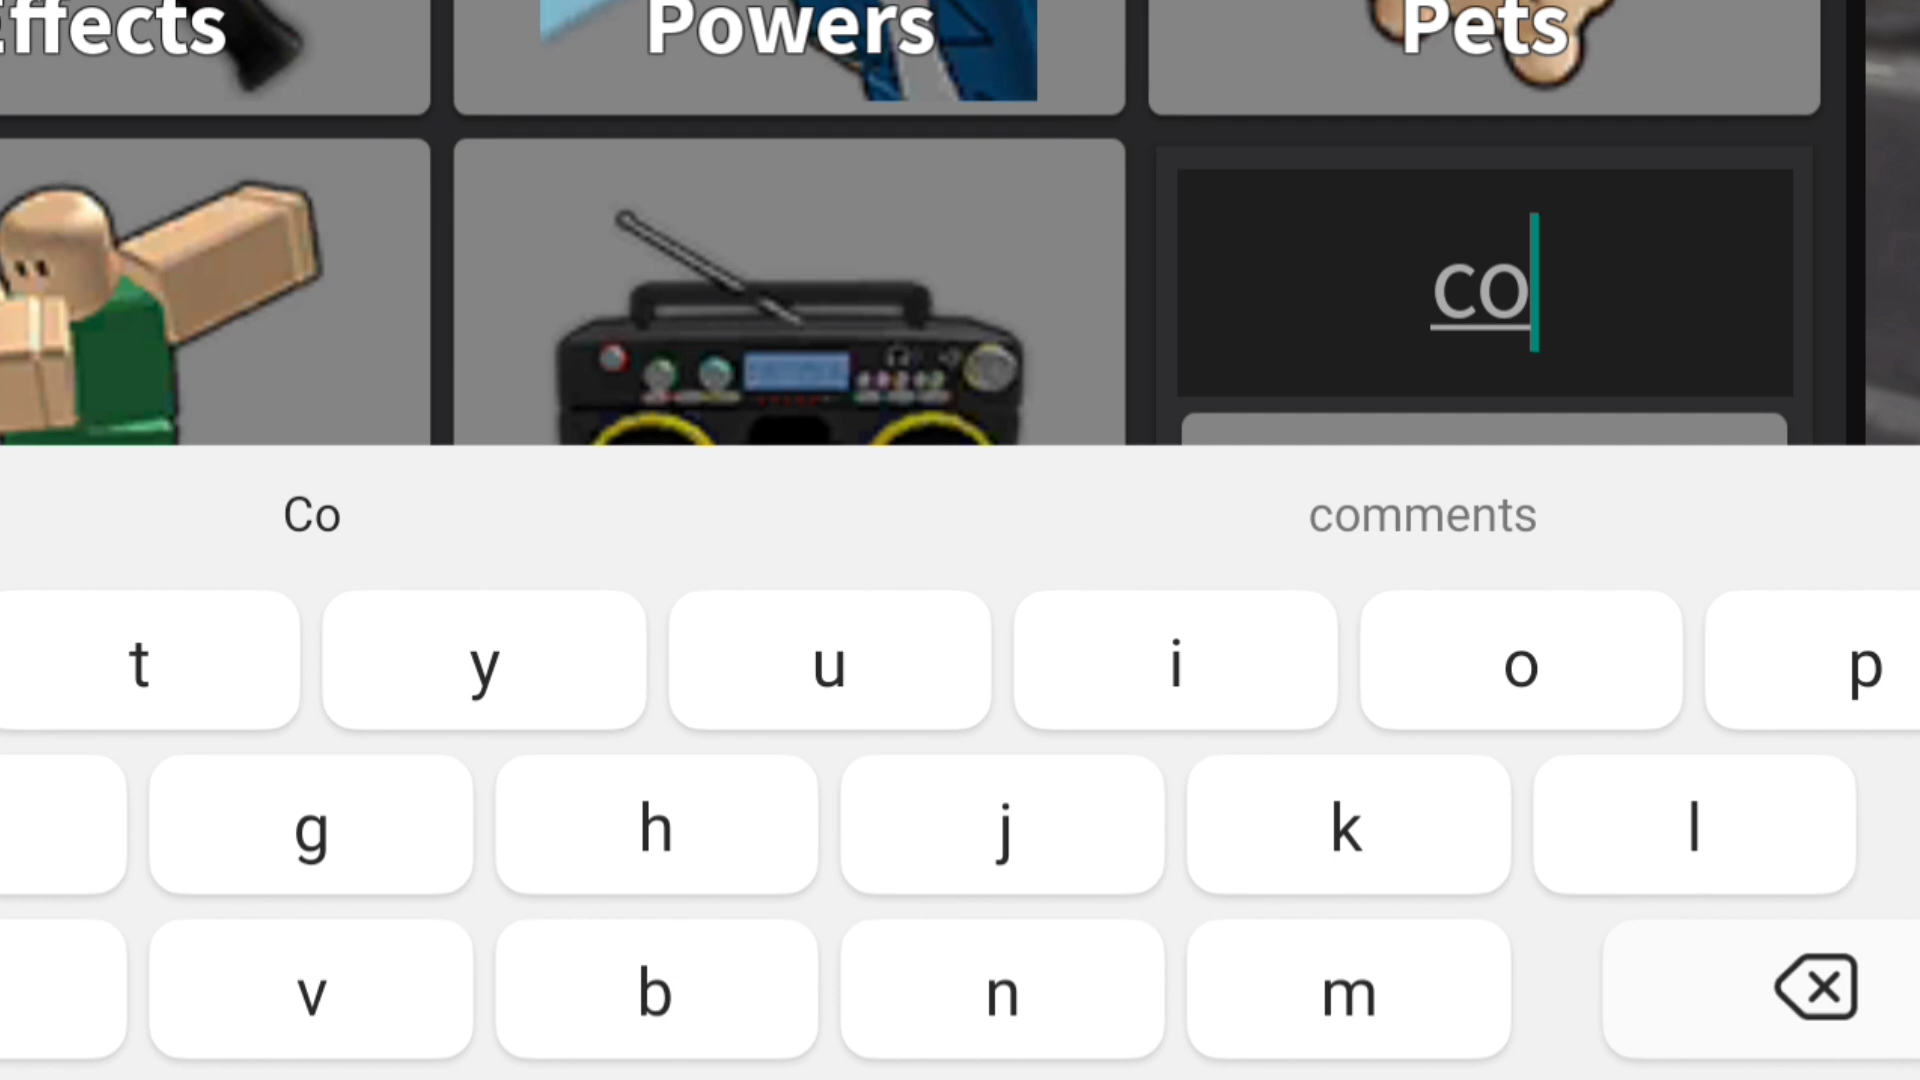 Effects Powers Pets
co
Co comments
t y u i o p
g h j k l
v b n m